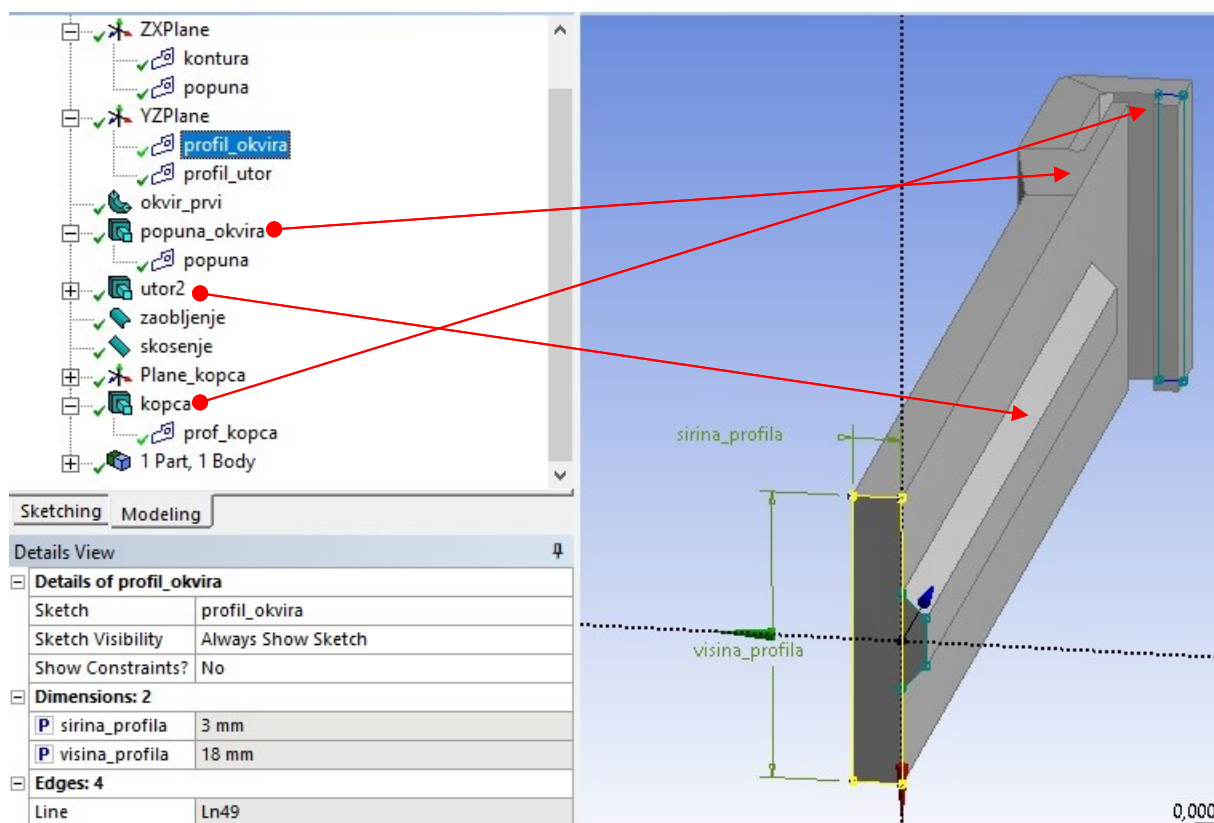 ZXPlane
kontura
popuna
YZPlane
profil_okvira
profil_utor
okvir_prvi
popuna_okvira
popuna
utor2
zaobljenje
skosenje
Plane_kopca
kopca
prof_kopca
1 Part, 1 Body
Sketching Modeling
Details View
Details of profil_okvira
Sketch profil_okvira
Sketch Visibility Always Show Sketch
Show Constraints? No
Dimensions: 2
P sirina_profila 3 mm
P visina_profila 18 mm
Edges: 4
Line Ln49
sirina_profila
visina_profila
0,000